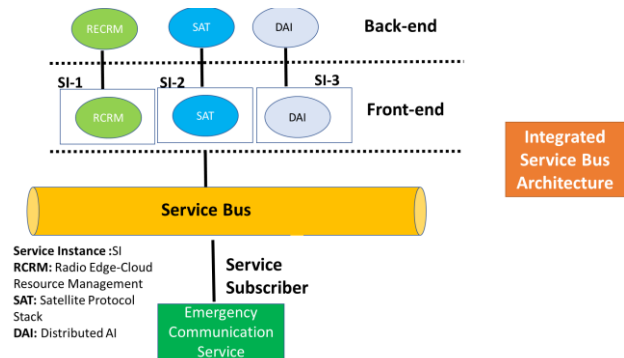 RECRM
SAT
DAI
Back-end
SI-1
SI-2
SI-3
RCRM
SAT
DAI
Front-end
Integrated
Service Bus
Architecture
Service Bus
Service Instance :SI
RCRM: Radio Edge-Cloud
Resource Management
SAT: Satellite Protocol
Stack
DAI: Distributed AI
Service
Subscriber
Emergency
Communication
Service